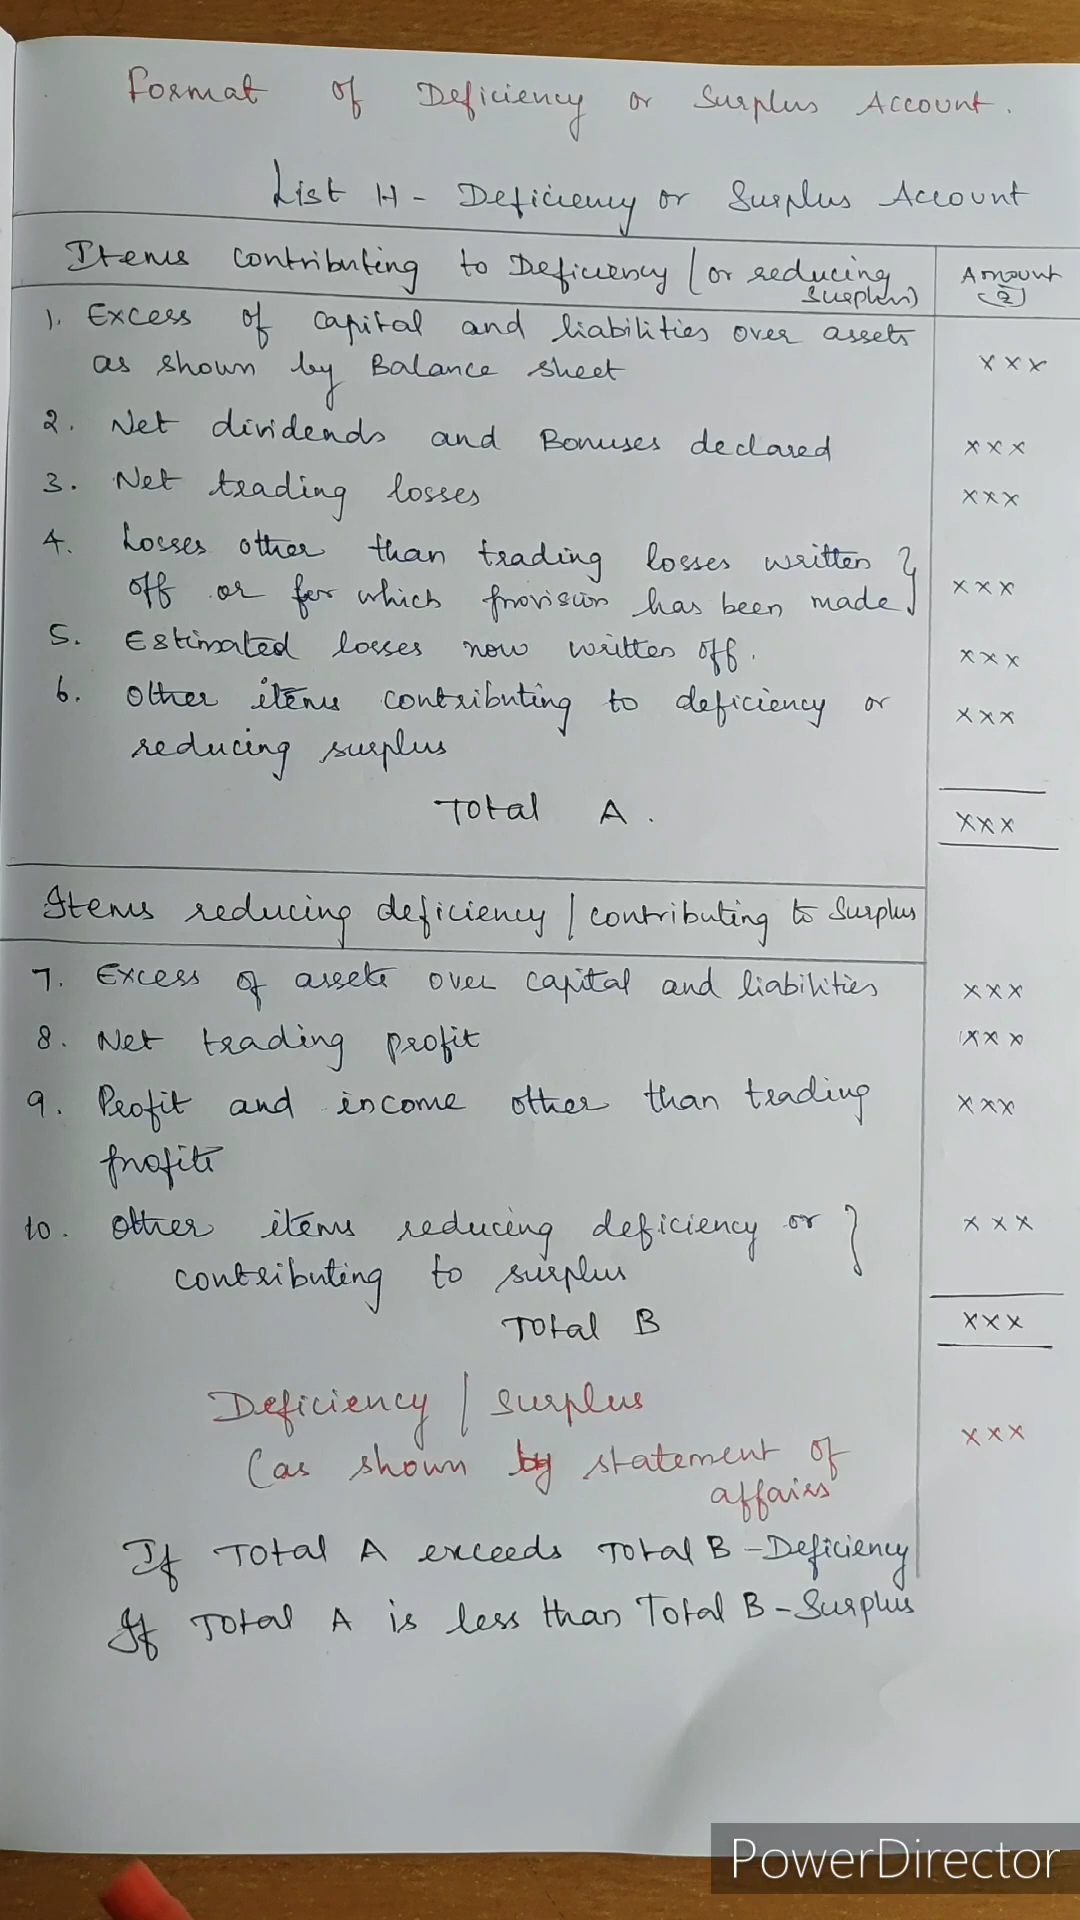 Format of Deficiency or Surplus Account.
List H - Deficiency or Surplus Account
Items contributing to Deficiency (or reducing
surplus)
Amount
(₹)
1. Excess of capital and liabilities over assets
as shown by Balance sheet xxx
2. Net dividends and Bonuses declared xxx
3. Net trading losses xxx
4. Losses other than trading losses written
off or for which provision has been made xxx
5. Estimated losses now written off. xxx
6. Other items contributing to deficiency or xxx
reducing surplus
Total A. xxx
Items reducing deficiency / contributing to Surplus
7. Excess of assets over capital and liabilities xxx
8. Net trading profit xxx
9. Profit and income other than trading xxx
profits
10. Other items reducing deficiency or xxx
contributing to surplus
Total B xxx
Deficiency / Surplus
(as shown by statement of xxx
affairs
If Total A exceeds Total B - Deficiency
If Total A is less than Total B - Surplus
PowerDirector